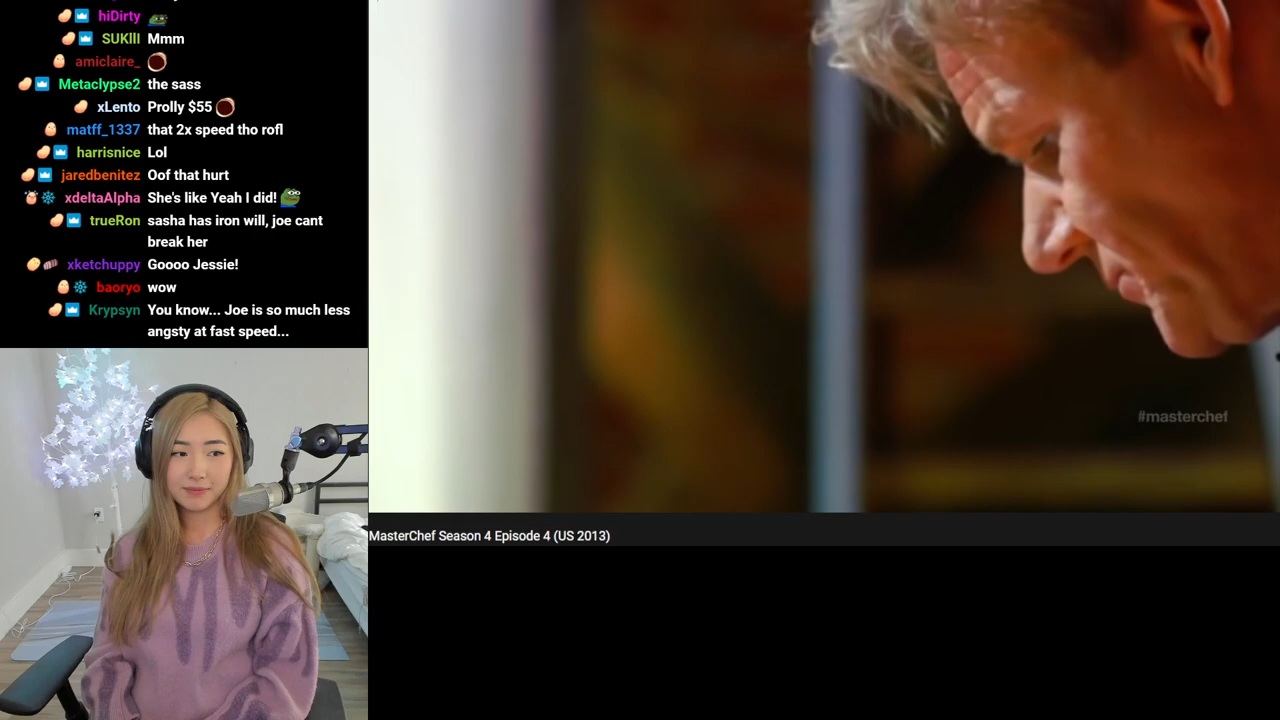 hiDirty
SUKlll Mmm
amiclaire_
Metaclypse2 the sass
xLento Prolly $55
matff_1337 that 2x speed tho rofl
harrisnice Lol
jaredbenitez Oof that hurt
xdeltaAlpha She's like Yeah I did!
trueRon sasha has iron will, joe cant
break her
xketchuppy Goooo Jessie!
baoryo wow
Krypsyn You know... Joe is so much less
angsty at fast speed...
#masterchef
MasterChef Season 4 Episode 4 (US 2013)